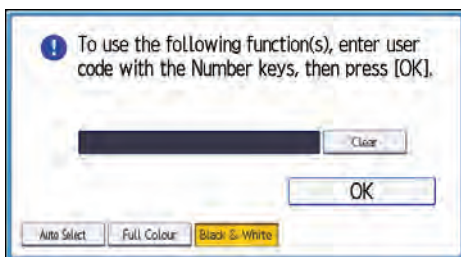 To use the following function(s), enter user
code with the Number keys, then press [OK].
Clear
OK
Auto Select Full Colour Black & White